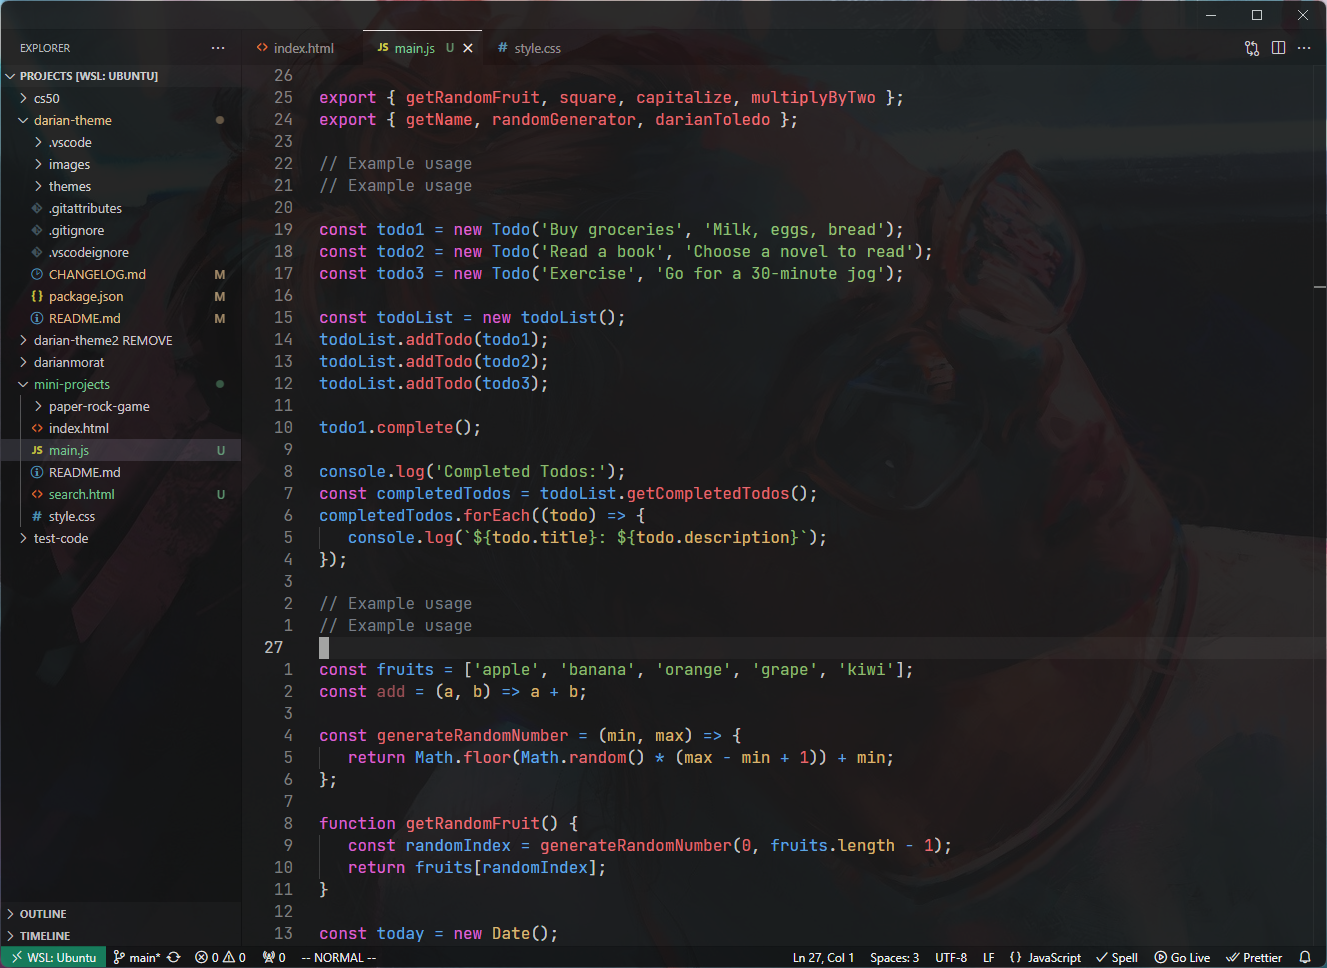 EXPLORER ···
index.html
JS main.js U
# style.css
PROJECTS [WSL: UBUNTU]
cs50
darian-theme
.vscode
images
themes
.gitattributes
.gitignore
.vscodeignore
CHANGELOG.md M
{} package.json M
README.md M
darian-theme2 REMOVE
darianmorat
mini-projects
paper-rock-game
index.html
JS main.js U
README.md
search.html U
# style.css
test-code
OUTLINE
TIMELINE
26
25 export { getRandomFruit, square, capitalize, multiplyByTwo };
24 export { getName, randomGenerator, darianToledo };
23
22 // Example usage
21 // Example usage
20
19 const todo1 = new Todo('Buy groceries', 'Milk, eggs, bread');
18 const todo2 = new Todo('Read a book', 'Choose a novel to read');
17 const todo3 = new Todo('Exercise', 'Go for a 30-minute jog');
16
15 const todoList = new todoList();
14 todoList.addTodo(todo1);
13 todoList.addTodo(todo2);
12 todoList.addTodo(todo3);
11
10 todo1.complete();
9
8 console.log('Completed Todos:');
7 const completedTodos = todoList.getCompletedTodos();
6 completedTodos.forEach((todo) => {
5 console.log(`${todo.title}: ${todo.description}`);
4 });
3
2 // Example usage
1 // Example usage
27
1 const fruits = ['apple', 'banana', 'orange', 'grape', 'kiwi'];
2 const add = (a, b) => a + b;
3
4 const generateRandomNumber = (min, max) => {
5 return Math.floor(Math.random() * (max - min + 1)) + min;
6 };
7
8 function getRandomFruit() {
9 const randomIndex = generateRandomNumber(0, fruits.length - 1);
10 return fruits[randomIndex];
11 }
12
13 const today = new Date();
WSL: Ubuntu main* 0 0 0 -- NORMAL -- Ln 27, Col 1 Spaces: 3 UTF-8 LF {} JavaScript Spell Go Live Prettier